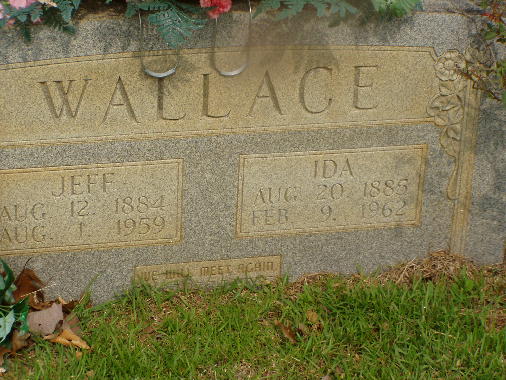 WALLACE
JEFF
AUG. 12. 1884
AUG. 1 1959
IDA
AUG 20. 1885
FEB. 9. 1962
WE WILL MEET AGAIN